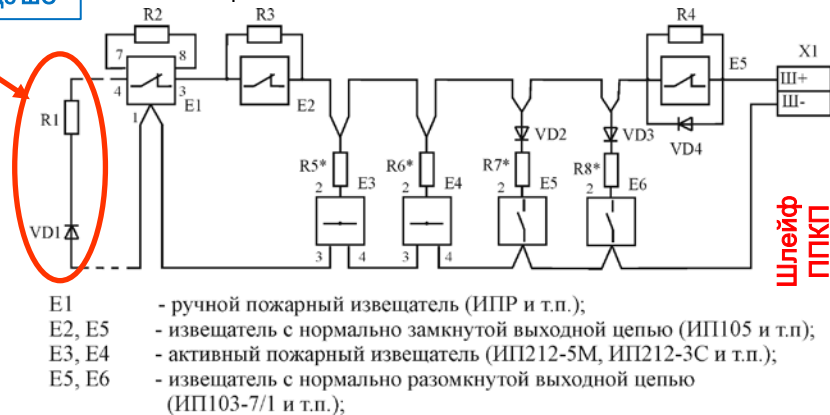 R2
R3
R4
X1
7
8
4
3
E1
E2
E5
Ш+
Ш-
R1
1
VD2
VD3
VD4
R5*
R6*
R7*
R8*
2
E3
2
E4
2
E5
2
E6
VD1
3
4
3
4
Шлейф
ППКП
E1 - ручной пожарный извещатель (ИПР и т.п.);
E2, E5 - извещатель с нормально замкнутой выходной цепью (ИП105 и т.п);
E3, E4 - активный пожарный извещатель (ИП212-5М, ИП212-3С и т.п.);
E5, E6 - извещатель с нормально разомкнутой выходной цепью
(ИП103-7/1 и т.п.);